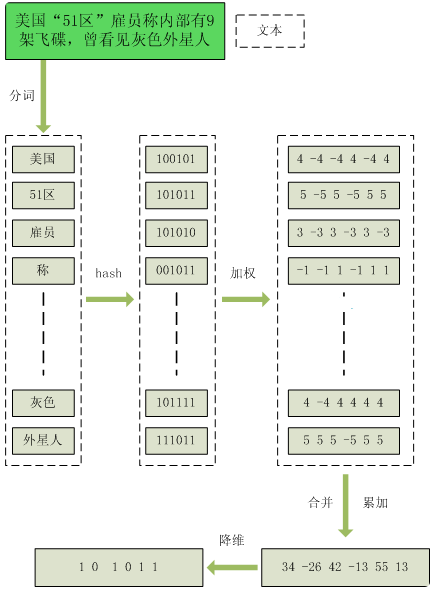 美国“51区”雇员称内部有9
架飞碟，曾看见灰色外星人
文本
分词
美国
100101
4 -4 -4 4 -4 4
51区
101011
5 -5 5 -5 5 5
雇员
101010
3 -3 3 -3 3 -3
称
001011
-1 -1 1 -1 1 1
hash
加权
灰色
101111
4 -4 4 4 4 4
外星人
111011
5 5 5 -5 5 5
合并
累加
降维
1 0 1 0 1 1
34 -26 42 -13 55 13